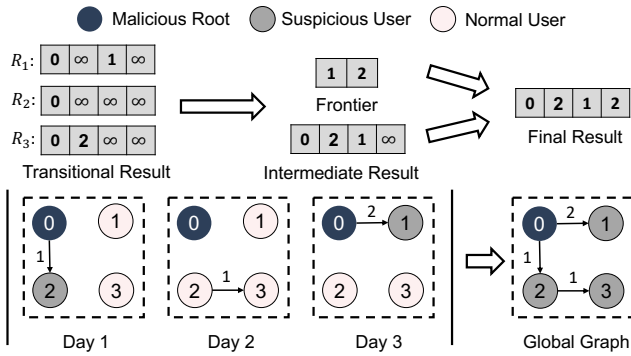 Malicious Root Suspicious User Normal User
R₁: 0 ∞ 1 ∞
R₂: 0 ∞ ∞ ∞
R₃: 0 2 ∞ ∞
Transitional Result
1 2
Frontier
0 2 1 ∞
Intermediate Result
0 2 1 2
Final Result
0 1
1
2 3
Day 1
0 1
2 1 3
Day 2
0 2 1
2 3
Day 3
0 2 1
1
2 1 3
Global Graph